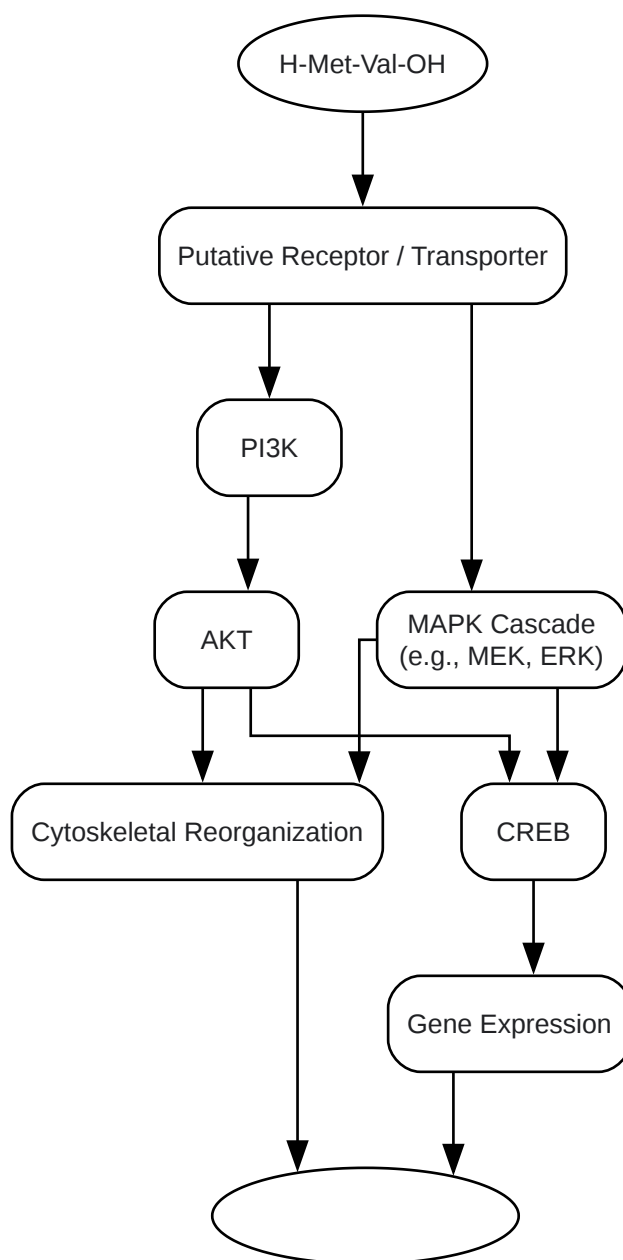 H-Met-Val-OH
Putative Receptor / Transporter
PI3K
AKT
MAPK Cascade
(e.g., MEK, ERK)
Cytoskeletal Reorganization
CREB
Gene Expression